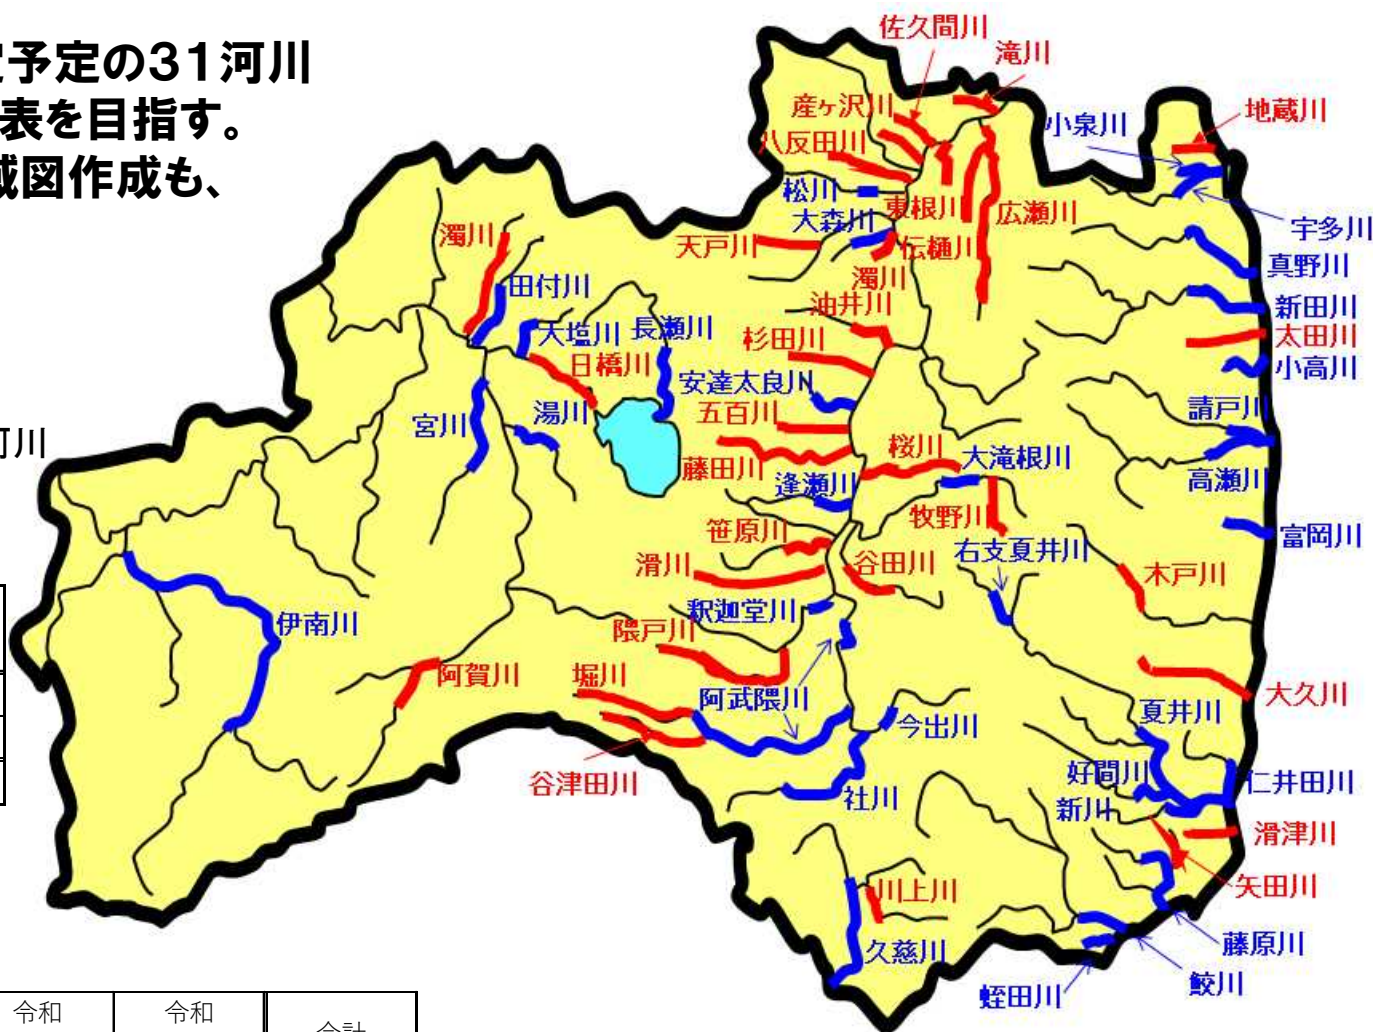 定予定の31河川
表を目指す。
域図作成も、
河川
佐久間川
滝川
産ヶ沢川
八反田川
小泉川
地蔵川
松川
大森川
東根川
広瀬川
宇多川
天戸川
伝樋川
濁川
濁川
真野川
田付川
油井川
新田川
大塩川
長瀬川
杉田川
太田川
日橋川
小高川
安達太良川
湯川
五百川
請戸川
宮川
藤田川
桜川
大滝根川
逢瀬川
高瀬川
牧野川
笹原川
右支夏井川
富岡川
滑川
谷田川
木戸川
釈迦堂川
伊南川
隈戸川
阿賀川
堀川
阿武隈川
大久川
今出川
夏井川
谷津田川
社川
好間川
仁井田川
新川
滑津川
川上川
矢田川
久慈川
藤原川
鮫川
蛭田川
令和
令和
合計